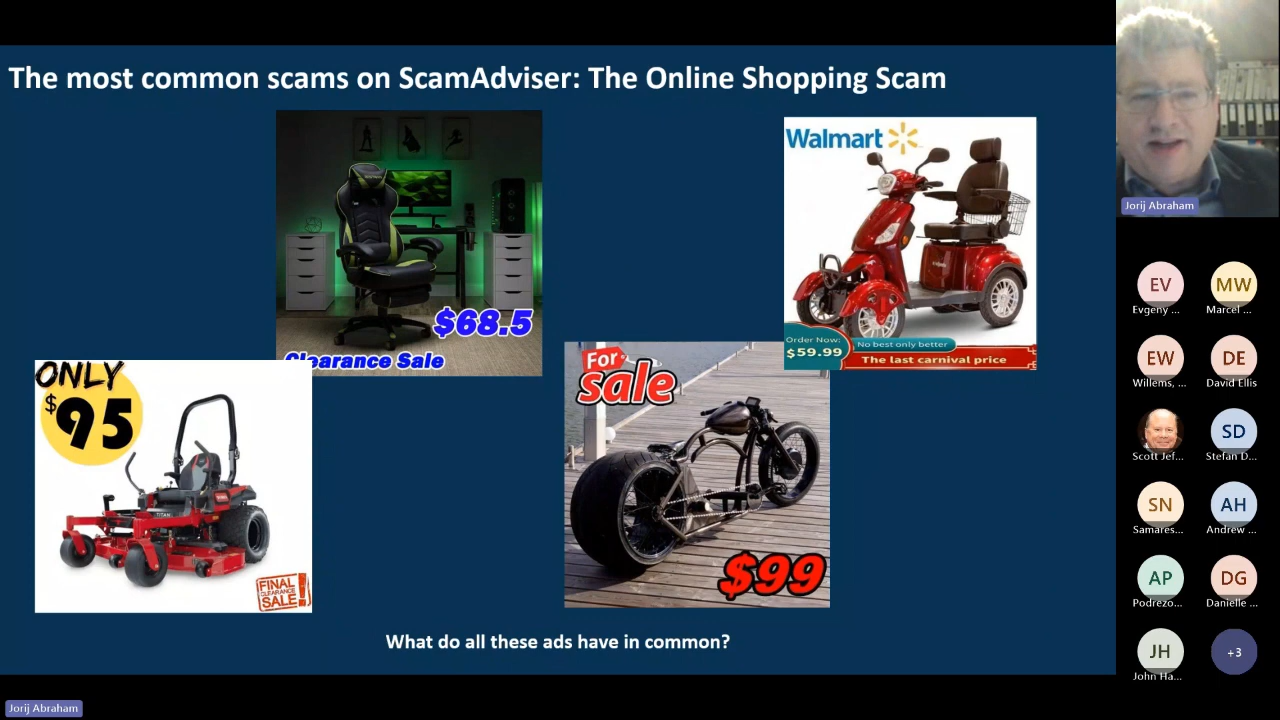 The most common scams on ScamAdviser: The Online Shopping Scam
$68.5
Clearance Sale
Walmart
Order Now:
$59.99
No best only better
The last carnival price
ONLY
$95
TITAN
FINAL
CLEARANCE
SALE!
For
sale
$99
What do all these ads have in common?
Jorij Abraham
EV
Evgeny ...
MW
Marcel ...
EW
Willems, ...
DE
David Ellis
Scott Jef...
SD
Stefan D...
SN
Samares...
AH
Andrew ...
AP
Podrezo...
DG
Danielle ...
JH
John Ha...
+3
Jorij Abraham